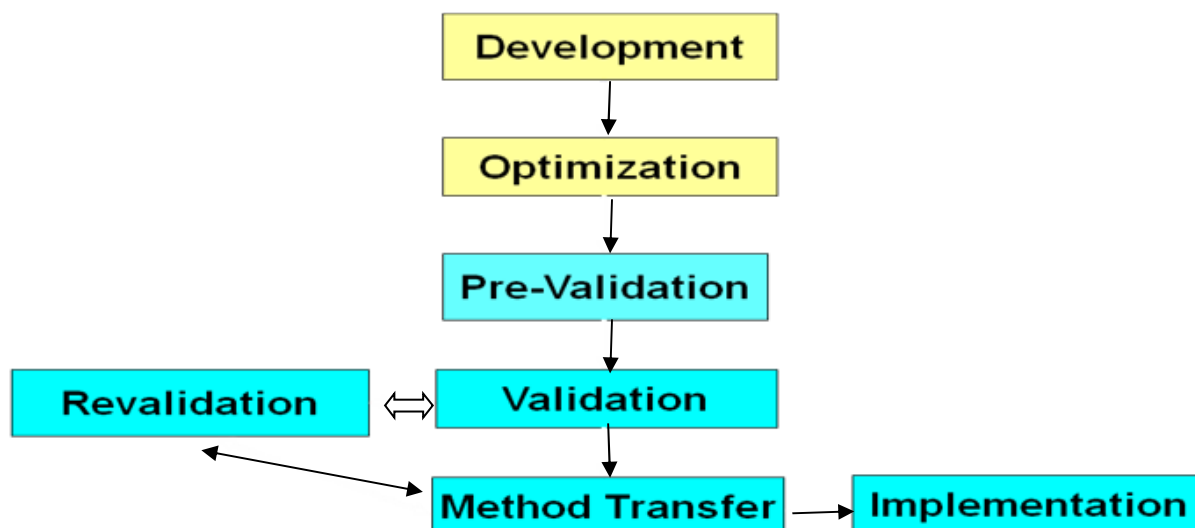 Development
Optimization
Pre-Validation
Revalidation
Validation
Method Transfer
Implementation